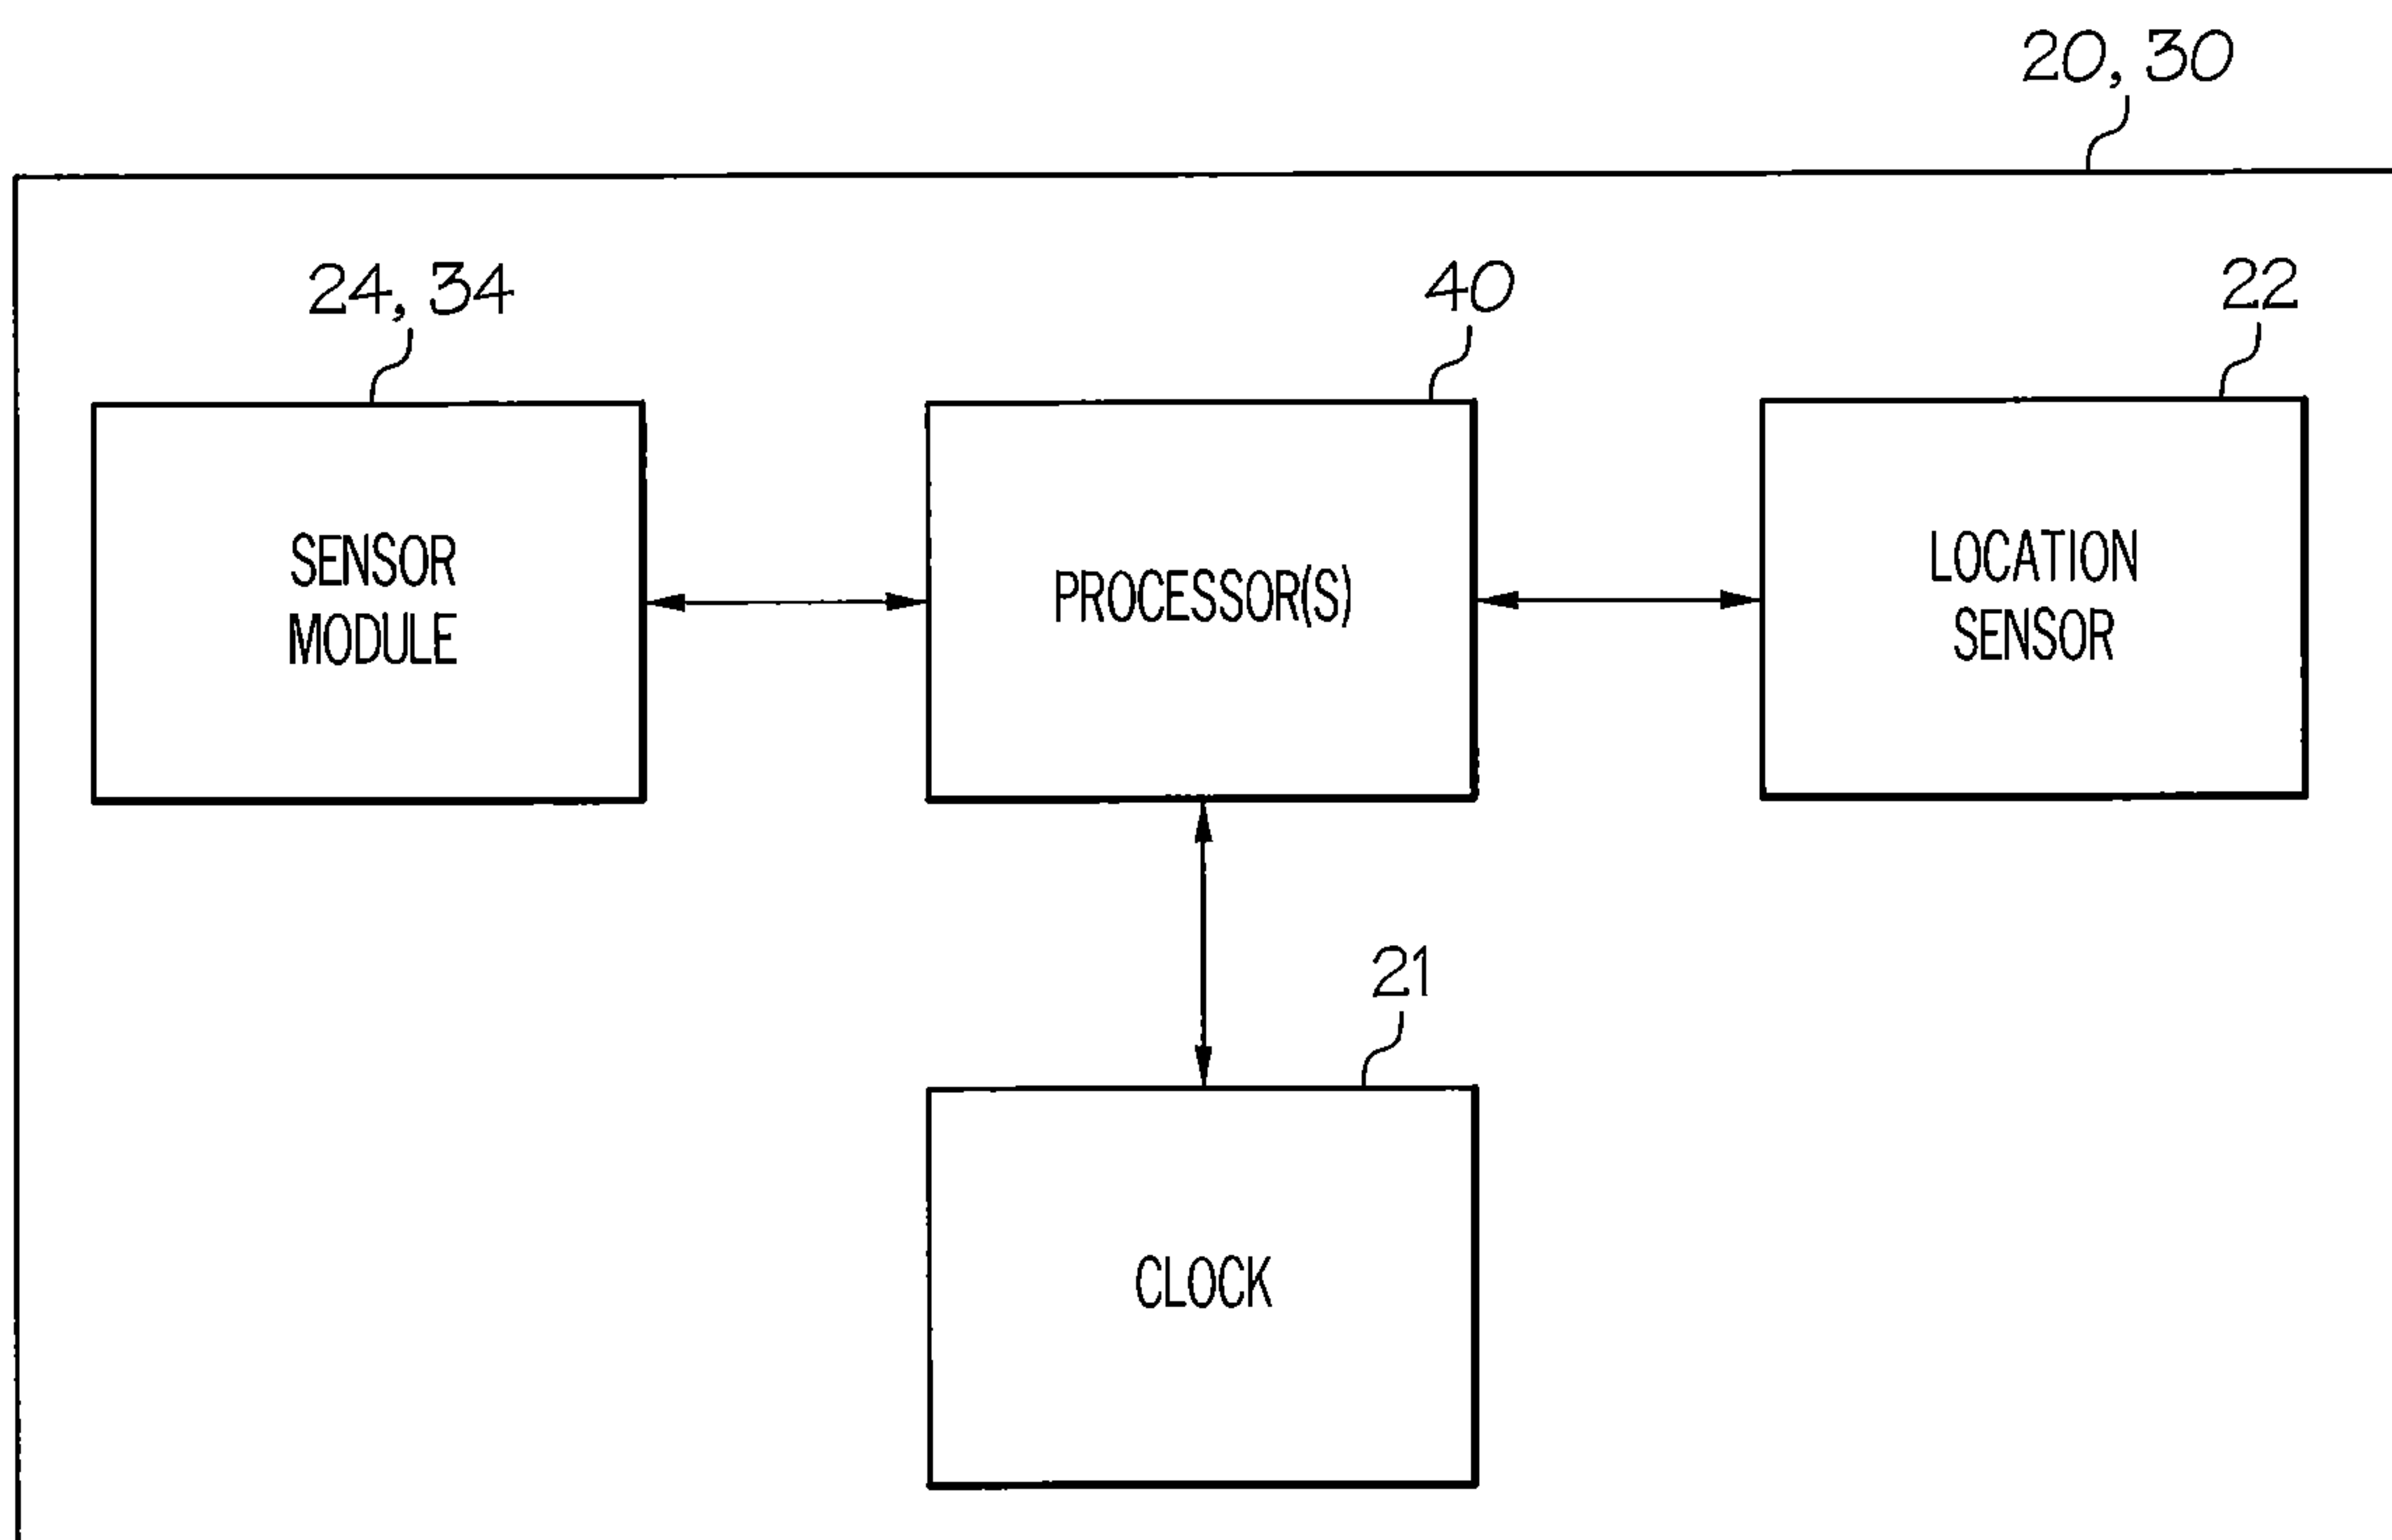 20, 30
24, 34
40
22
SENSOR
MODULE
PROCESSOR(S)
LOCATION
SENSOR
21
CLOCK